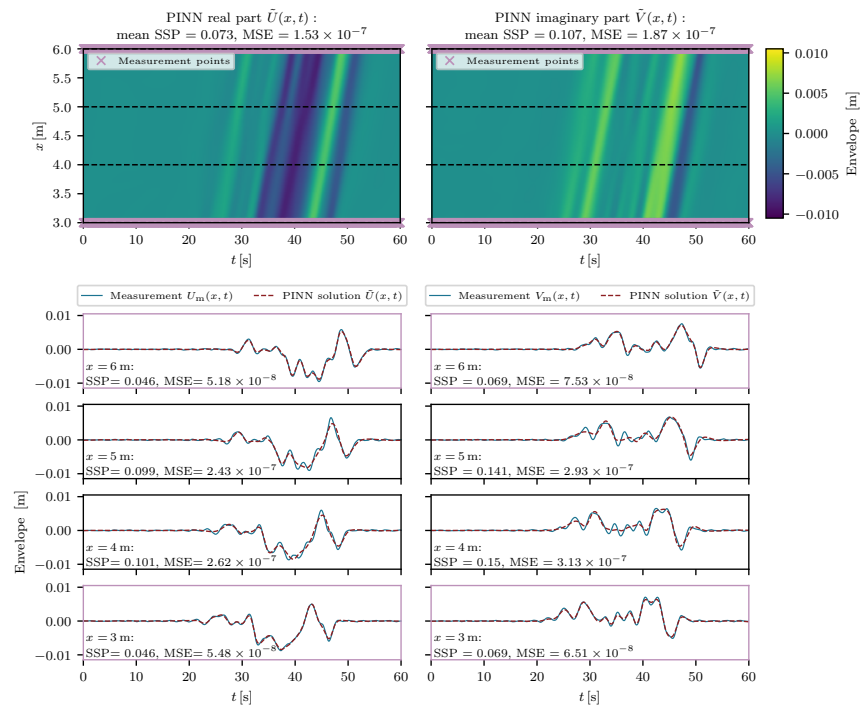 PINN real part Ũ(x, t) :
mean SSP = 0.073, MSE = 1.53 × 10⁻⁷
PINN imaginary part Ṽ(x, t) :
mean SSP = 0.107, MSE = 1.87 × 10⁻⁷
x [m]
6.0
5.0
4.0
3.5
3.0
Measurement points
0 10 20 30 40 50 60
t [s]
Measurement points
0 10 20 30 40 50 60
t [s]
0.010
0.005
0.000
−0.005
−0.010
Envelope [m]
Measurement Uₘ(x, t) PINN solution Ũ(x, t)
Measurement Vₘ(x, t) PINN solution Ṽ(x, t)
Envelope [m]
0.01
0.00
−0.01
x = 6 m:
SSP= 0.046, MSE= 5.18 × 10⁻⁸
x = 6 m:
SSP= 0.069, MSE = 7.53 × 10⁻⁸
0.01
0.00
−0.01
x = 5 m:
SSP= 0.099, MSE= 2.43 × 10⁻⁷
x = 5 m:
SSP= 0.141, MSE = 2.93 × 10⁻⁷
0.01
0.00
−0.01
x = 4 m:
SSP= 0.101, MSE= 2.62 × 10⁻⁷
x = 4 m:
SSP= 0.15, MSE = 3.13 × 10⁻⁷
0.01
0.00
−0.01
x = 3 m:
SSP= 0.046, MSE= 5.48 × 10⁻⁸
x = 3 m:
SSP= 0.069, MSE = 6.51 × 10⁻⁸
0 10 20 30 40 50 60
t [s]
0 10 20 30 40 50 60
t [s]